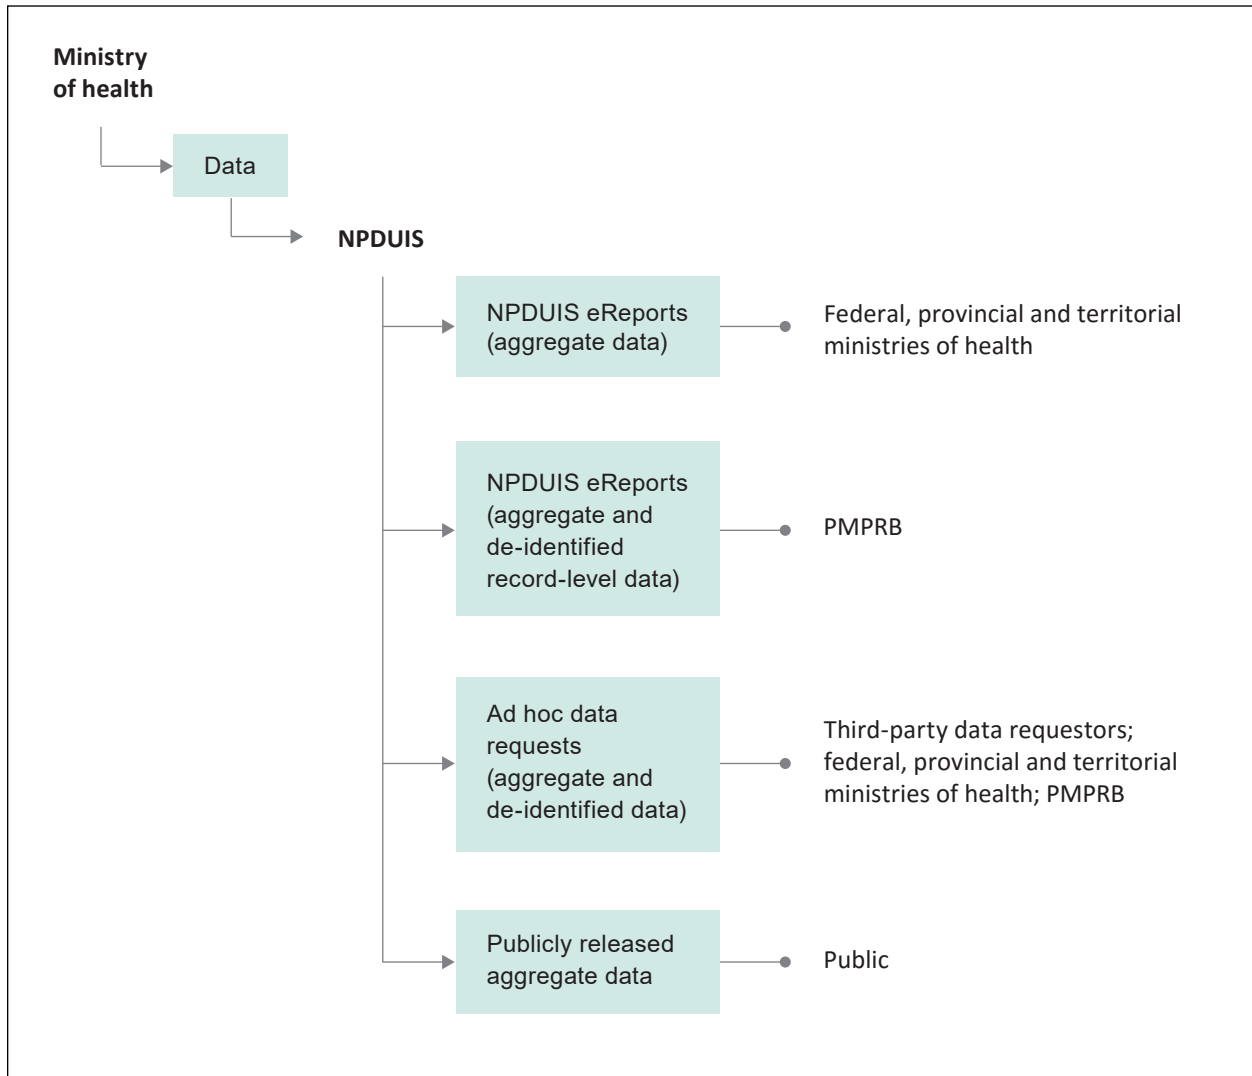 Ministry
of health
Data
NPDUIS
NPDUIS eReports
(aggregate data)
Federal, provincial and territorial
ministries of health
NPDUIS eReports
(aggregate and
de-identified
record-level data)
PMPRB
Ad hoc data
requests
(aggregate and
de-identified data)
Third-party data requestors;
federal, provincial and territorial
ministries of health; PMPRB
Publicly released
aggregate data
Public